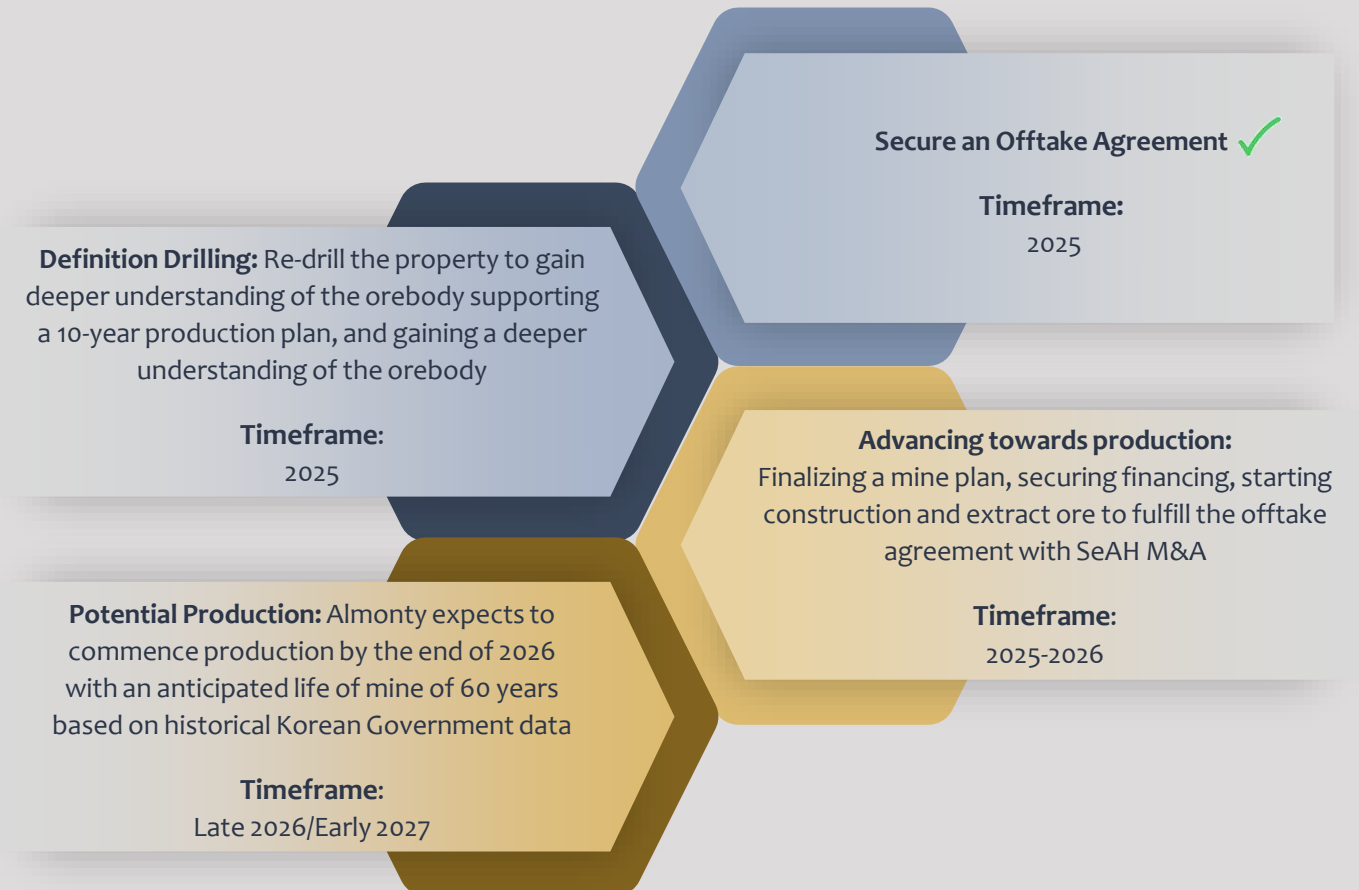 Secure an Offtake Agreement
Timeframe:
2025
Definition Drilling: Re-drill the property to gain
deeper understanding of the orebody supporting
a 10-year production plan, and gaining a deeper
understanding of the orebody
Timeframe:
2025
Advancing towards production:
Finalizing a mine plan, securing financing, starting
construction and extract ore to fulfill the offtake
agreement with SeAH M&A
Timeframe:
2025-2026
Potential Production: Almonty expects to
commence production by the end of 2026
with an anticipated life of mine of 60 years
based on historical Korean Government data
Timeframe:
Late 2026/Early 2027